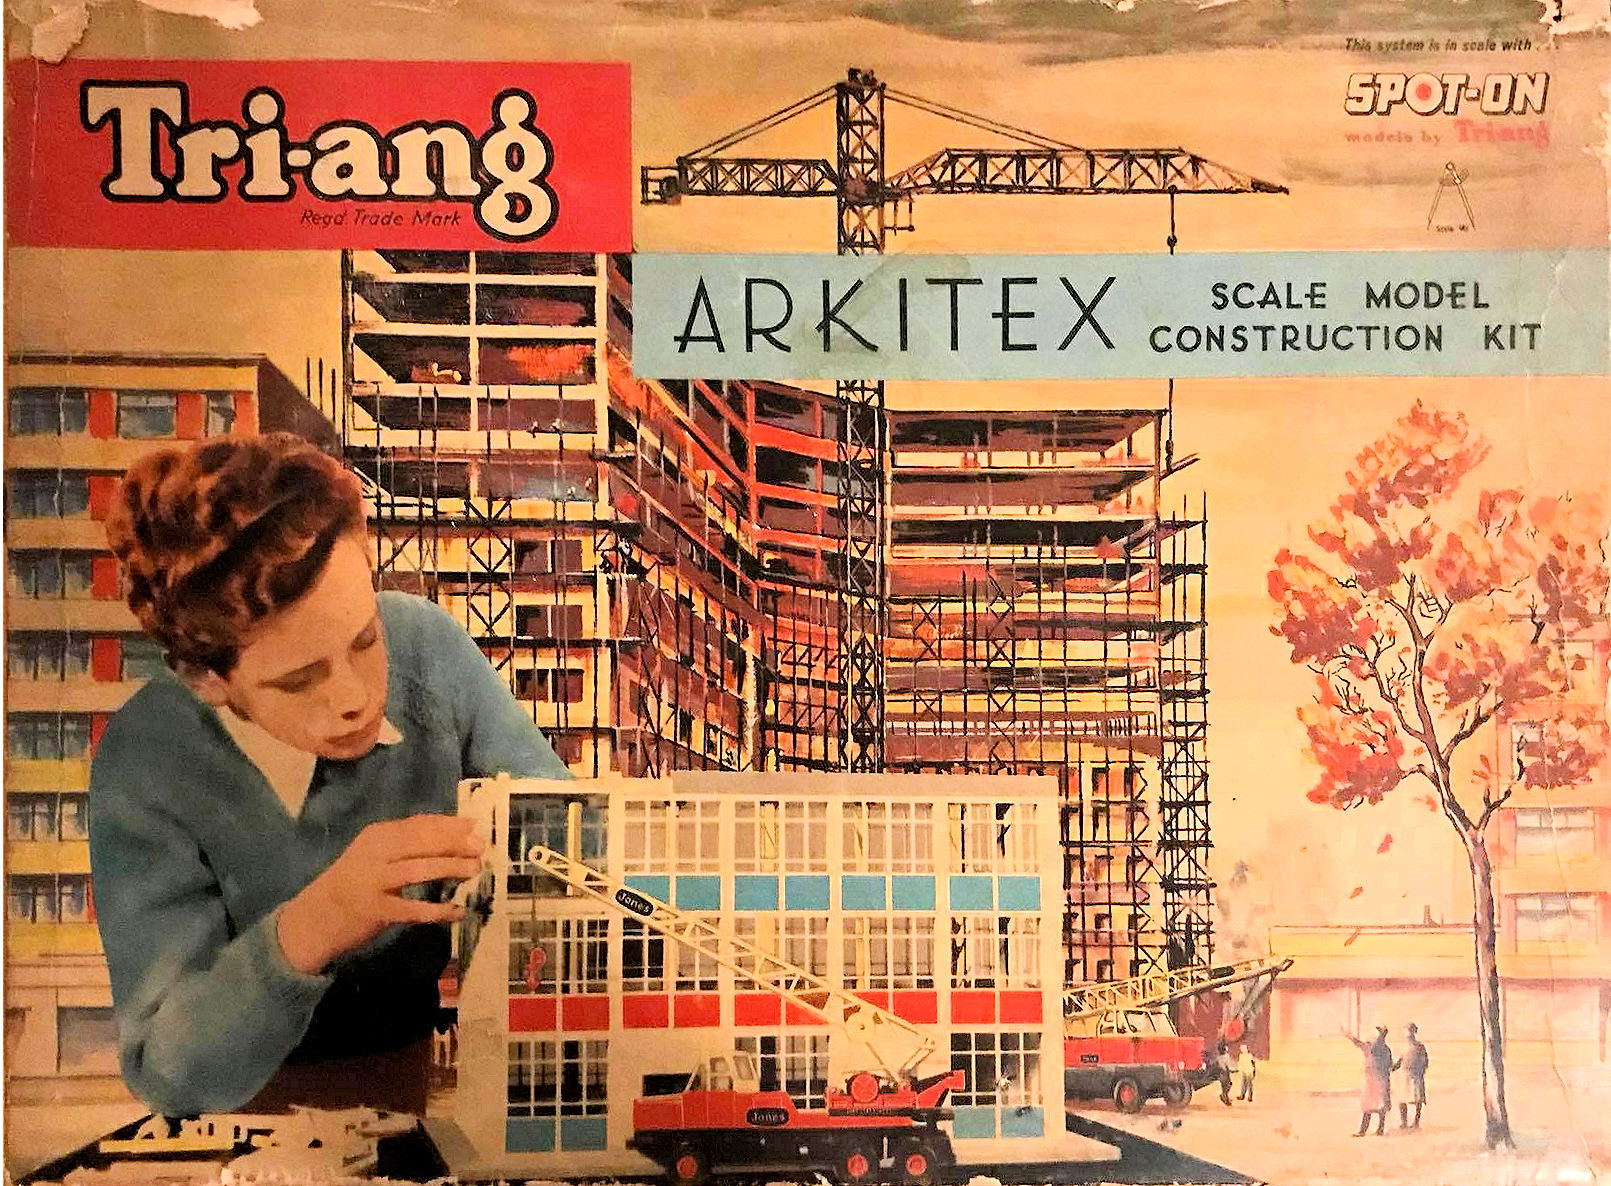 Tri-ang
Regd. Trade Mark
This system is in scale with . . .
SPOT-ON
models by Tri-ang
ARKITEX
SCALE MODEL
CONSTRUCTION KIT
Jones
Jones